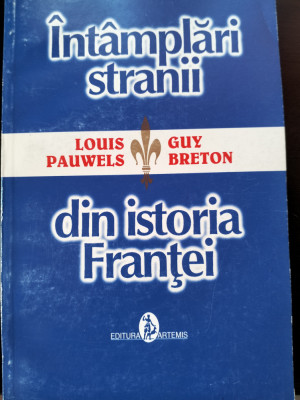 Întâmplări
stranii
LOUIS GUY
PAUWELS BRETON
din istoria
Franţei
EDITURA ARTEMIS